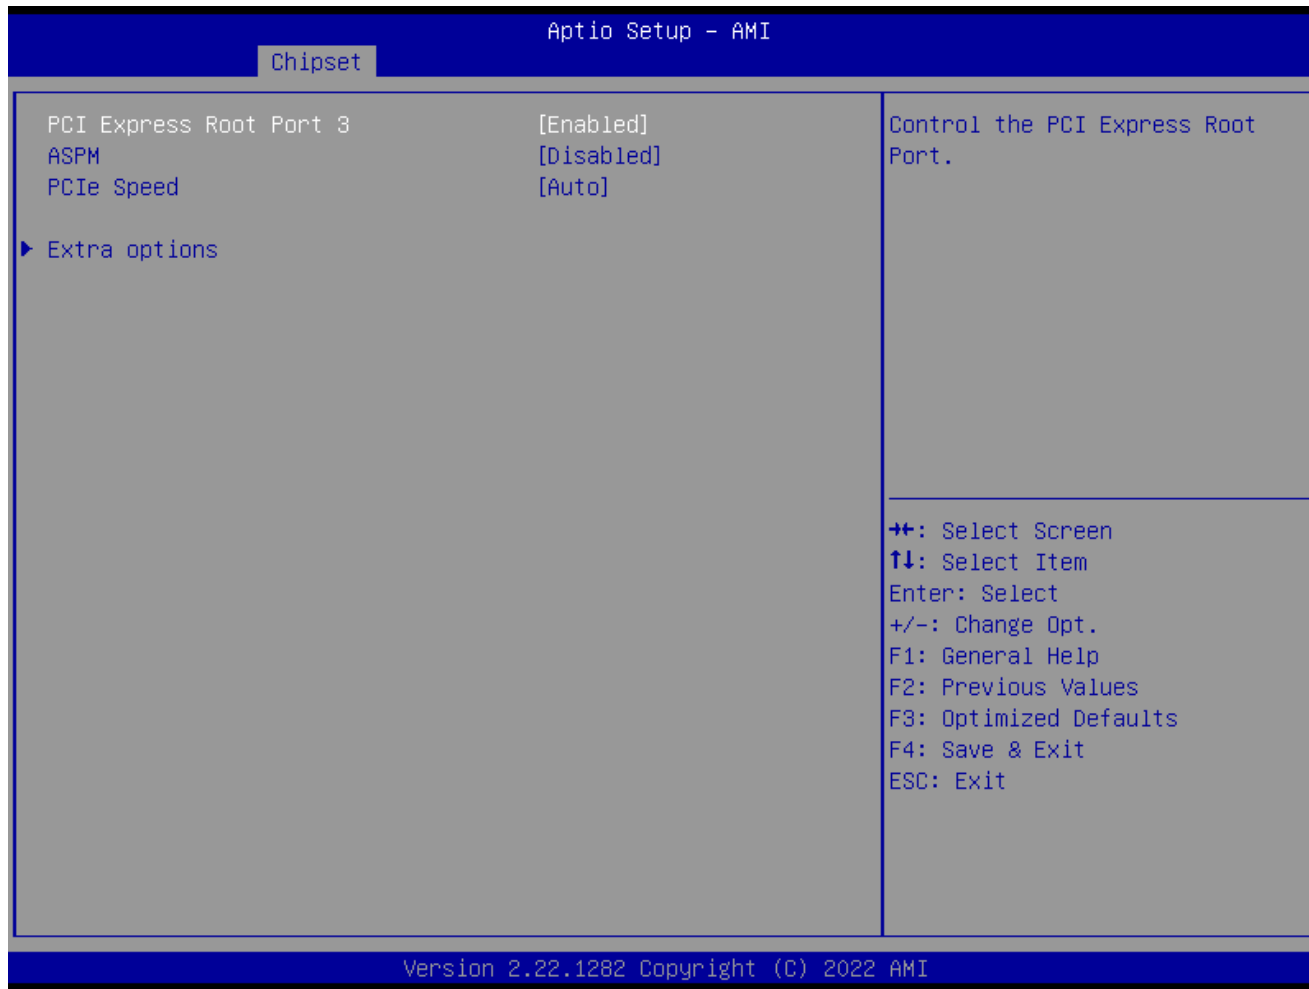 Aptio Setup - AMI
Chipset
PCI Express Root Port 3 [Enabled]
ASPM [Disabled]
PCIe Speed [Auto]
▶ Extra options
Control the PCI Express Root
Port.
→←: Select Screen
↑↓: Select Item
Enter: Select
+/-: Change Opt.
F1: General Help
F2: Previous Values
F3: Optimized Defaults
F4: Save & Exit
ESC: Exit
Version 2.22.1282 Copyright (C) 2022 AMI